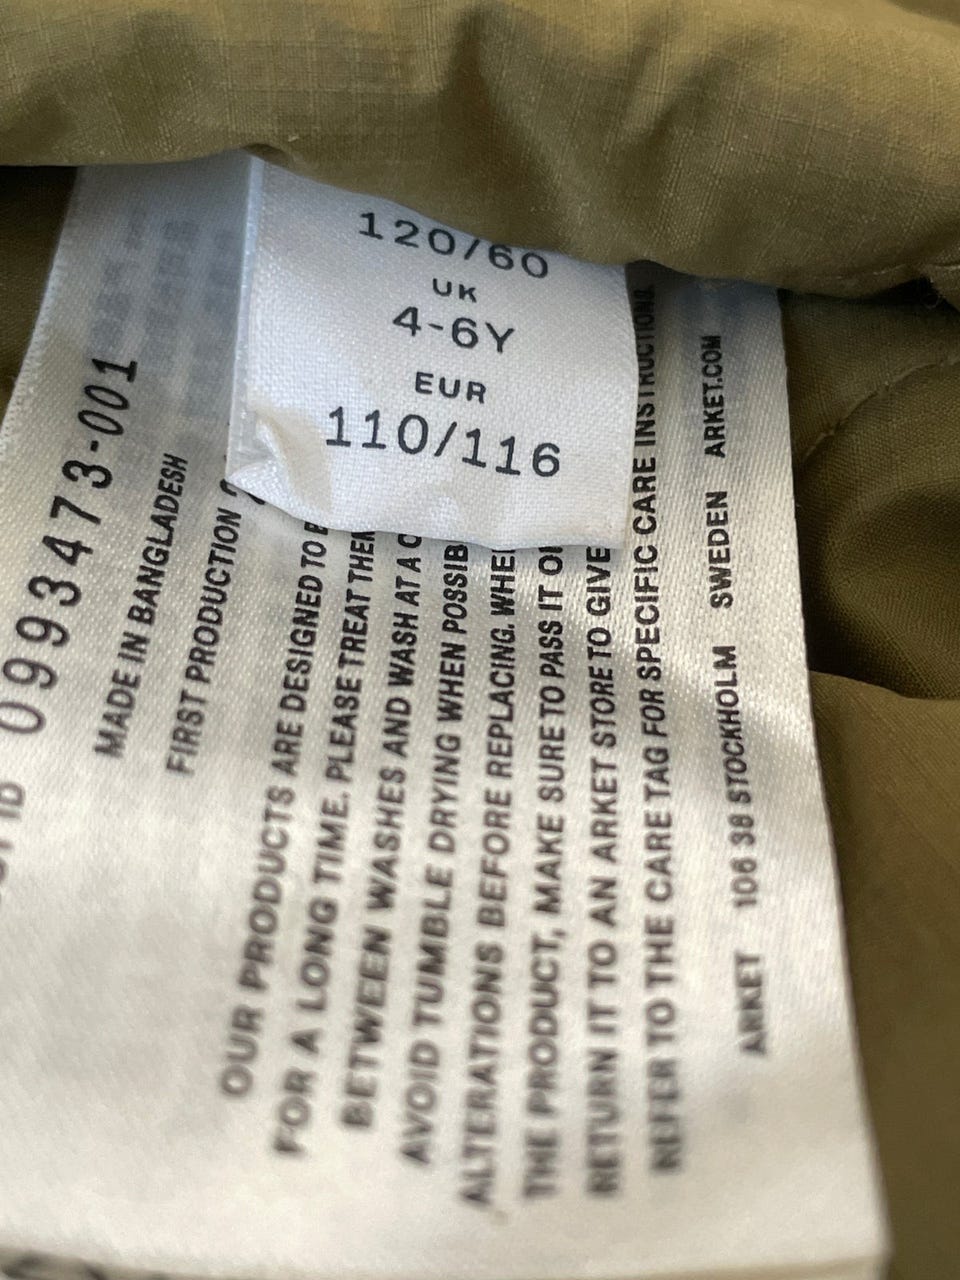 120/60
UK
4-6Y
EUR
110/116
0993473-001
MADE IN BANGLADESH
FIRST PRODUCTION
OUR PRODUCTS ARE DESIGNED TO
FOR A LONG TIME. PLEASE TREAT
BETWEEN WASHES AND WASH AT A
AVOID TUMBLE DRYING WHEN
ALTERATIONS BEFORE REPLACING.
THE PRODUCT, MAKE SURE TO PASS IT
RETURN IT TO AN ARKET STORE TO GIVE
REFER TO THE CARE TAG FOR SPECIFIC CARE INSTRUCTIONS
ARKET 106 38 STOCKHOLM SWEDEN ARKET.COM